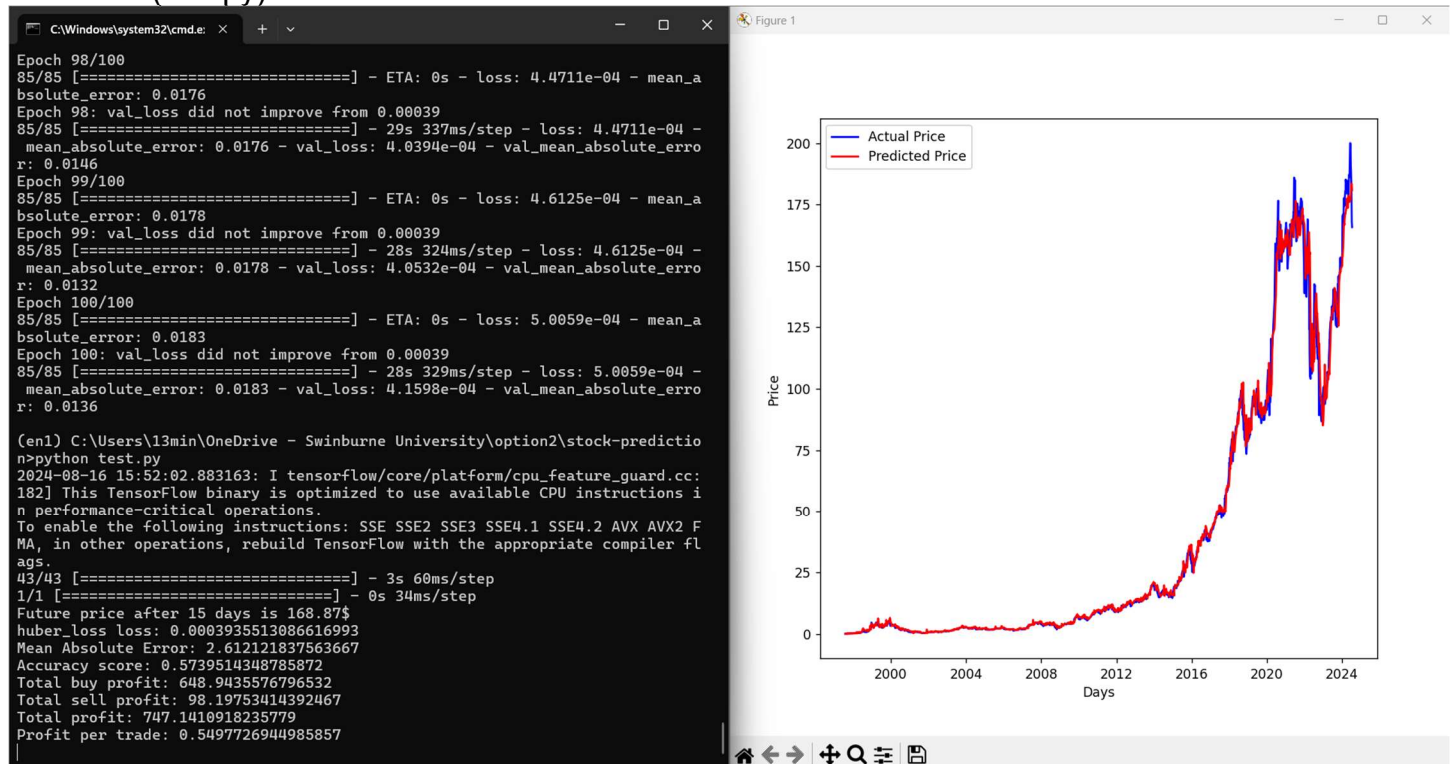 C:\Windows\system32\cmd.e:
Epoch 98/100
85/85 [==============================] - ETA: 0s - loss: 4.4711e-04 - mean_a
bsolute_error: 0.0176
Epoch 98: val_loss did not improve from 0.00039
85/85 [==============================] - 29s 337ms/step - loss: 4.4711e-04 -
mean_absolute_error: 0.0176 - val_loss: 4.0394e-04 - val_mean_absolute_erro
r: 0.0146
Epoch 99/100
85/85 [==============================] - ETA: 0s - loss: 4.6125e-04 - mean_a
bsolute_error: 0.0178
Epoch 99: val_loss did not improve from 0.00039
85/85 [==============================] - 28s 324ms/step - loss: 4.6125e-04 -
mean_absolute_error: 0.0178 - val_loss: 4.0532e-04 - val_mean_absolute_erro
r: 0.0132
Epoch 100/100
85/85 [==============================] - ETA: 0s - loss: 5.0059e-04 - mean_a
bsolute_error: 0.0183
Epoch 100: val_loss did not improve from 0.00039
85/85 [==============================] - 28s 329ms/step - loss: 5.0059e-04 -
mean_absolute_error: 0.0183 - val_loss: 4.1598e-04 - val_mean_absolute_erro
r: 0.0136
(en1) C:\Users\13min\OneDrive - Swinburne University\option2\stock-predictio
n>python test.py
2024-08-16 15:52:02.883163: I tensorflow/core/platform/cpu_feature_guard.cc:
182] This TensorFlow binary is optimized to use available CPU instructions i
n performance-critical operations.
To enable the following instructions: SSE SSE2 SSE3 SSE4.1 SSE4.2 AVX AVX2 F
MA, in other operations, rebuild TensorFlow with the appropriate compiler fl
ags.
43/43 [==============================] - 3s 60ms/step
1/1 [==============================] - 0s 34ms/step
Future price after 15 days is 168.87$
huber_loss loss: 0.0003935513086616993
Mean Absolute Error: 2.612121837563667
Accuracy score: 0.5739514348785872
Total buy profit: 648.9435576796532
Total sell profit: 98.19753414392467
Total profit: 747.1410918235779
Profit per trade: 0.5497726944985857
Figure 1
Actual Price
Predicted Price
200
175
150
125
100
75
50
25
0
Price
2000 2004 2008 2012 2016 2020 2024
Days